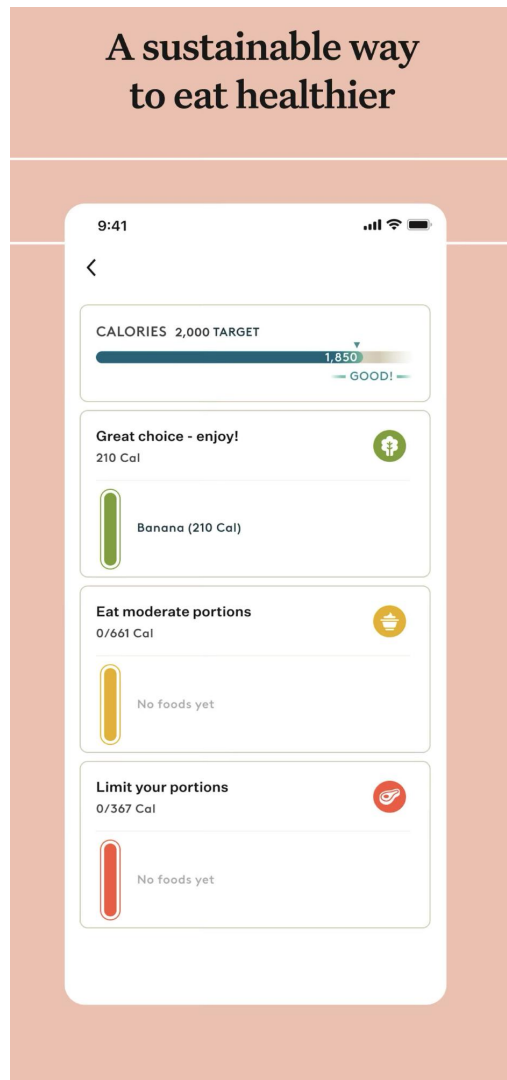 A sustainable way
to eat healthier
9:41
CALORIES 2,000 TARGET
1,850
GOOD!
Great choice - enjoy!
210 Cal
Banana (210 Cal)
Eat moderate portions
0/661 Cal
No foods yet
Limit your portions
0/367 Cal
No foods yet